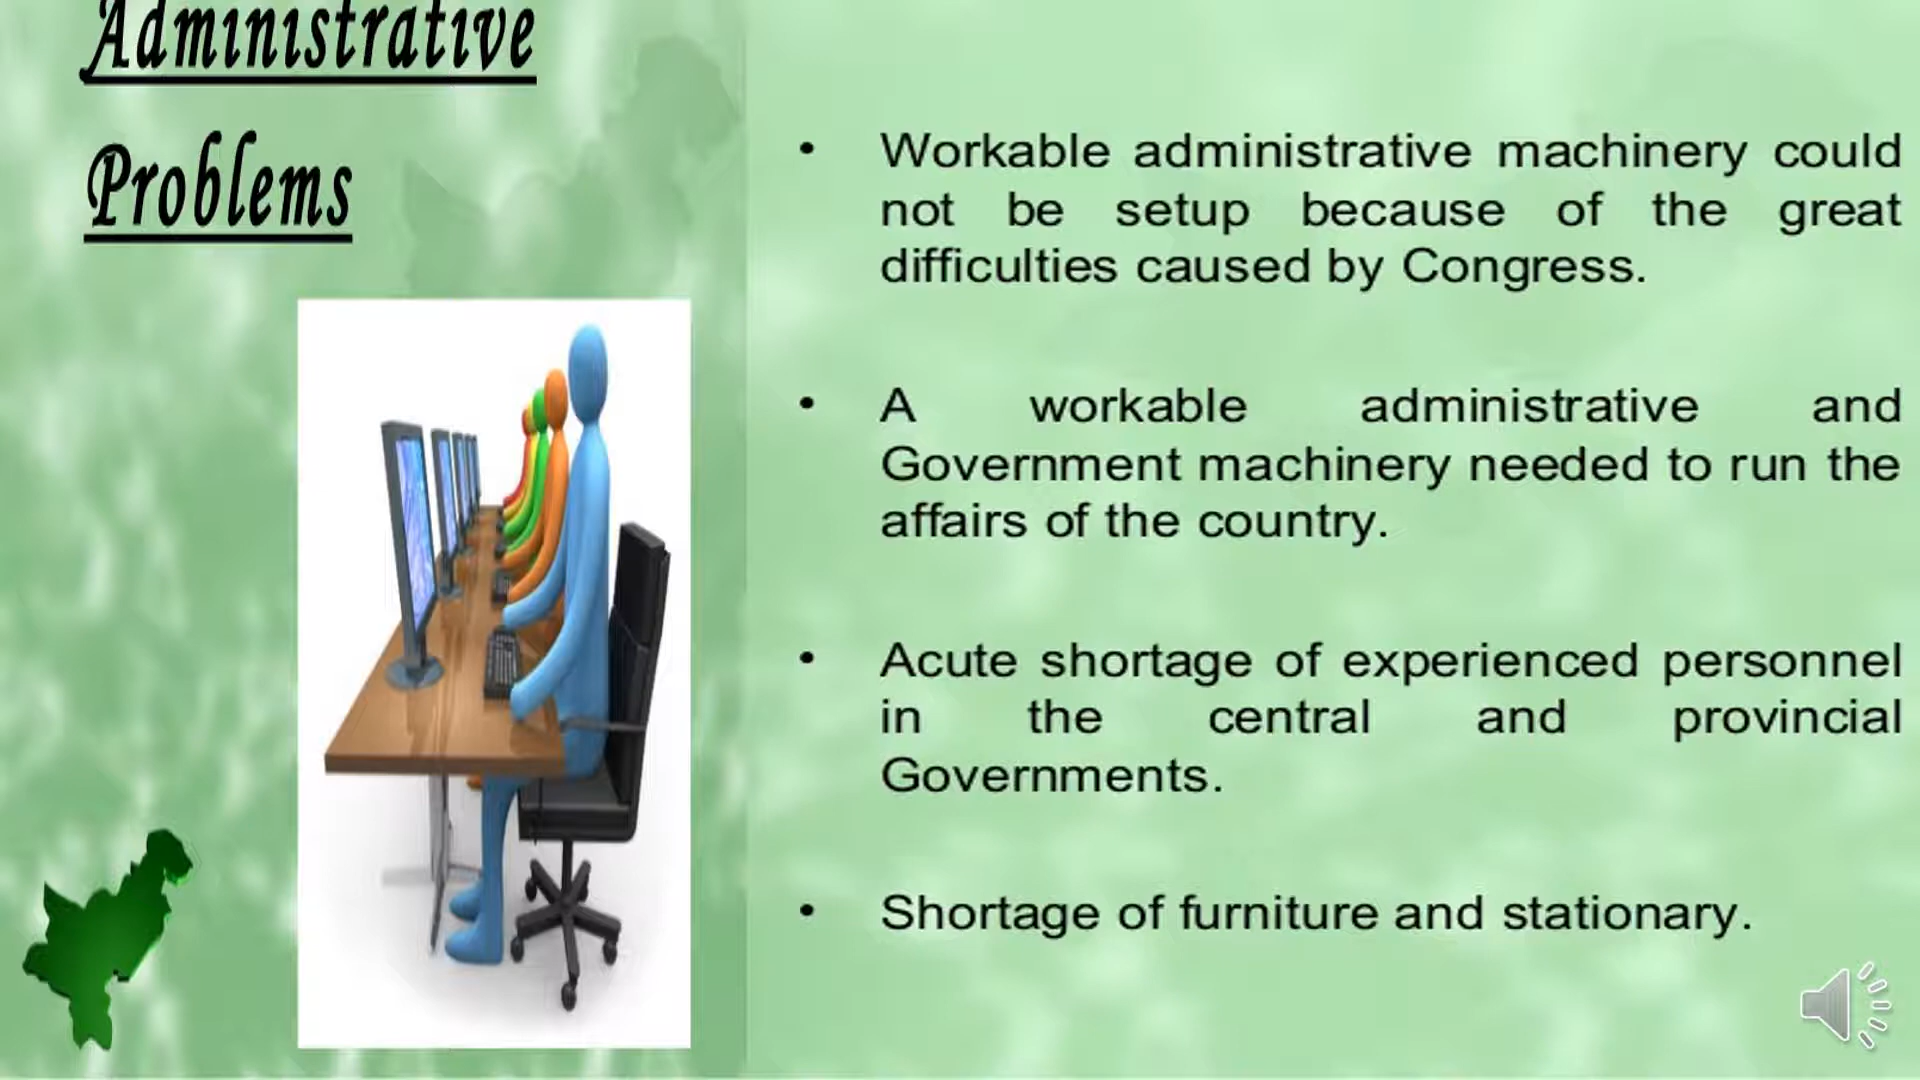 Administrative
Problems
• Workable administrative machinery could
not be setup because of the great
difficulties caused by Congress.
• A workable administrative and
Government machinery needed to run the
affairs of the country.
• Acute shortage of experienced personnel
in the central and provincial
Governments.
• Shortage of furniture and stationary.